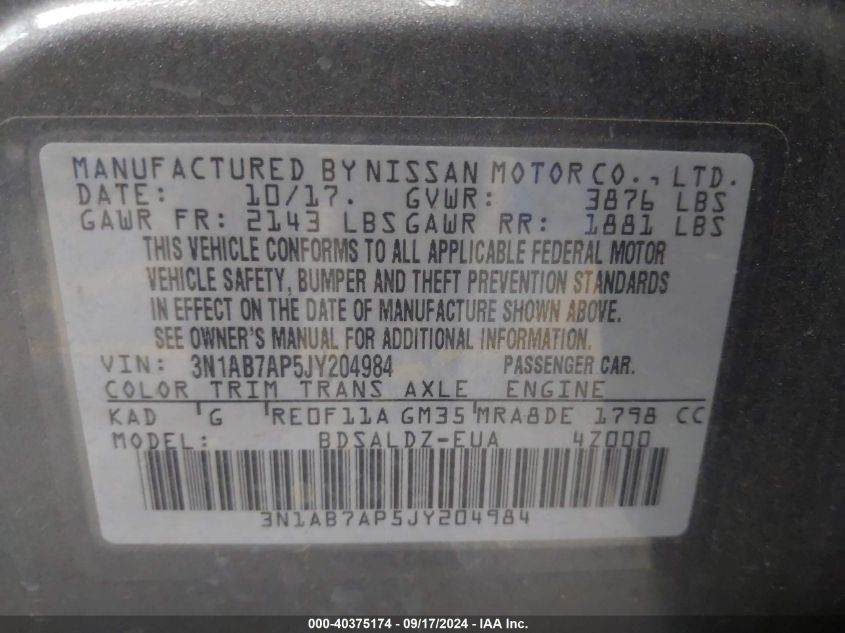 MANUFACTURED BY NISSAN MOTOR CO., LTD.
DATE: 10/17. GVWR: 3876 LBS
GAWR FR: 2143 LBS GAWR RR: 1881 LBS
THIS VEHICLE CONFORMS TO ALL APPLICABLE FEDERAL MOTOR
VEHICLE SAFETY, BUMPER AND THEFT PREVENTION STANDARDS
IN EFFECT ON THE DATE OF MANUFACTURE SHOWN ABOVE.
SEE OWNER'S MANUAL FOR ADDITIONAL INFORMATION.
VIN: 3N1AB7AP5JY204984 PASSENGER CAR.
COLOR TRIM TRANS AXLE ENGINE
KAD G RE0F11A GM35 MRA8DE 1798 CC
MODEL: BDSALDZ-EUA 4Z000
3N1AB7AP5JY204984
000-40375174 / 09/17/2024 - IAA Inc.